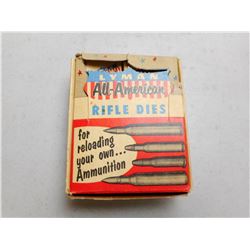 LYMAN
All-American
RIFLE DIES
for
reloading
your own...
Ammunition